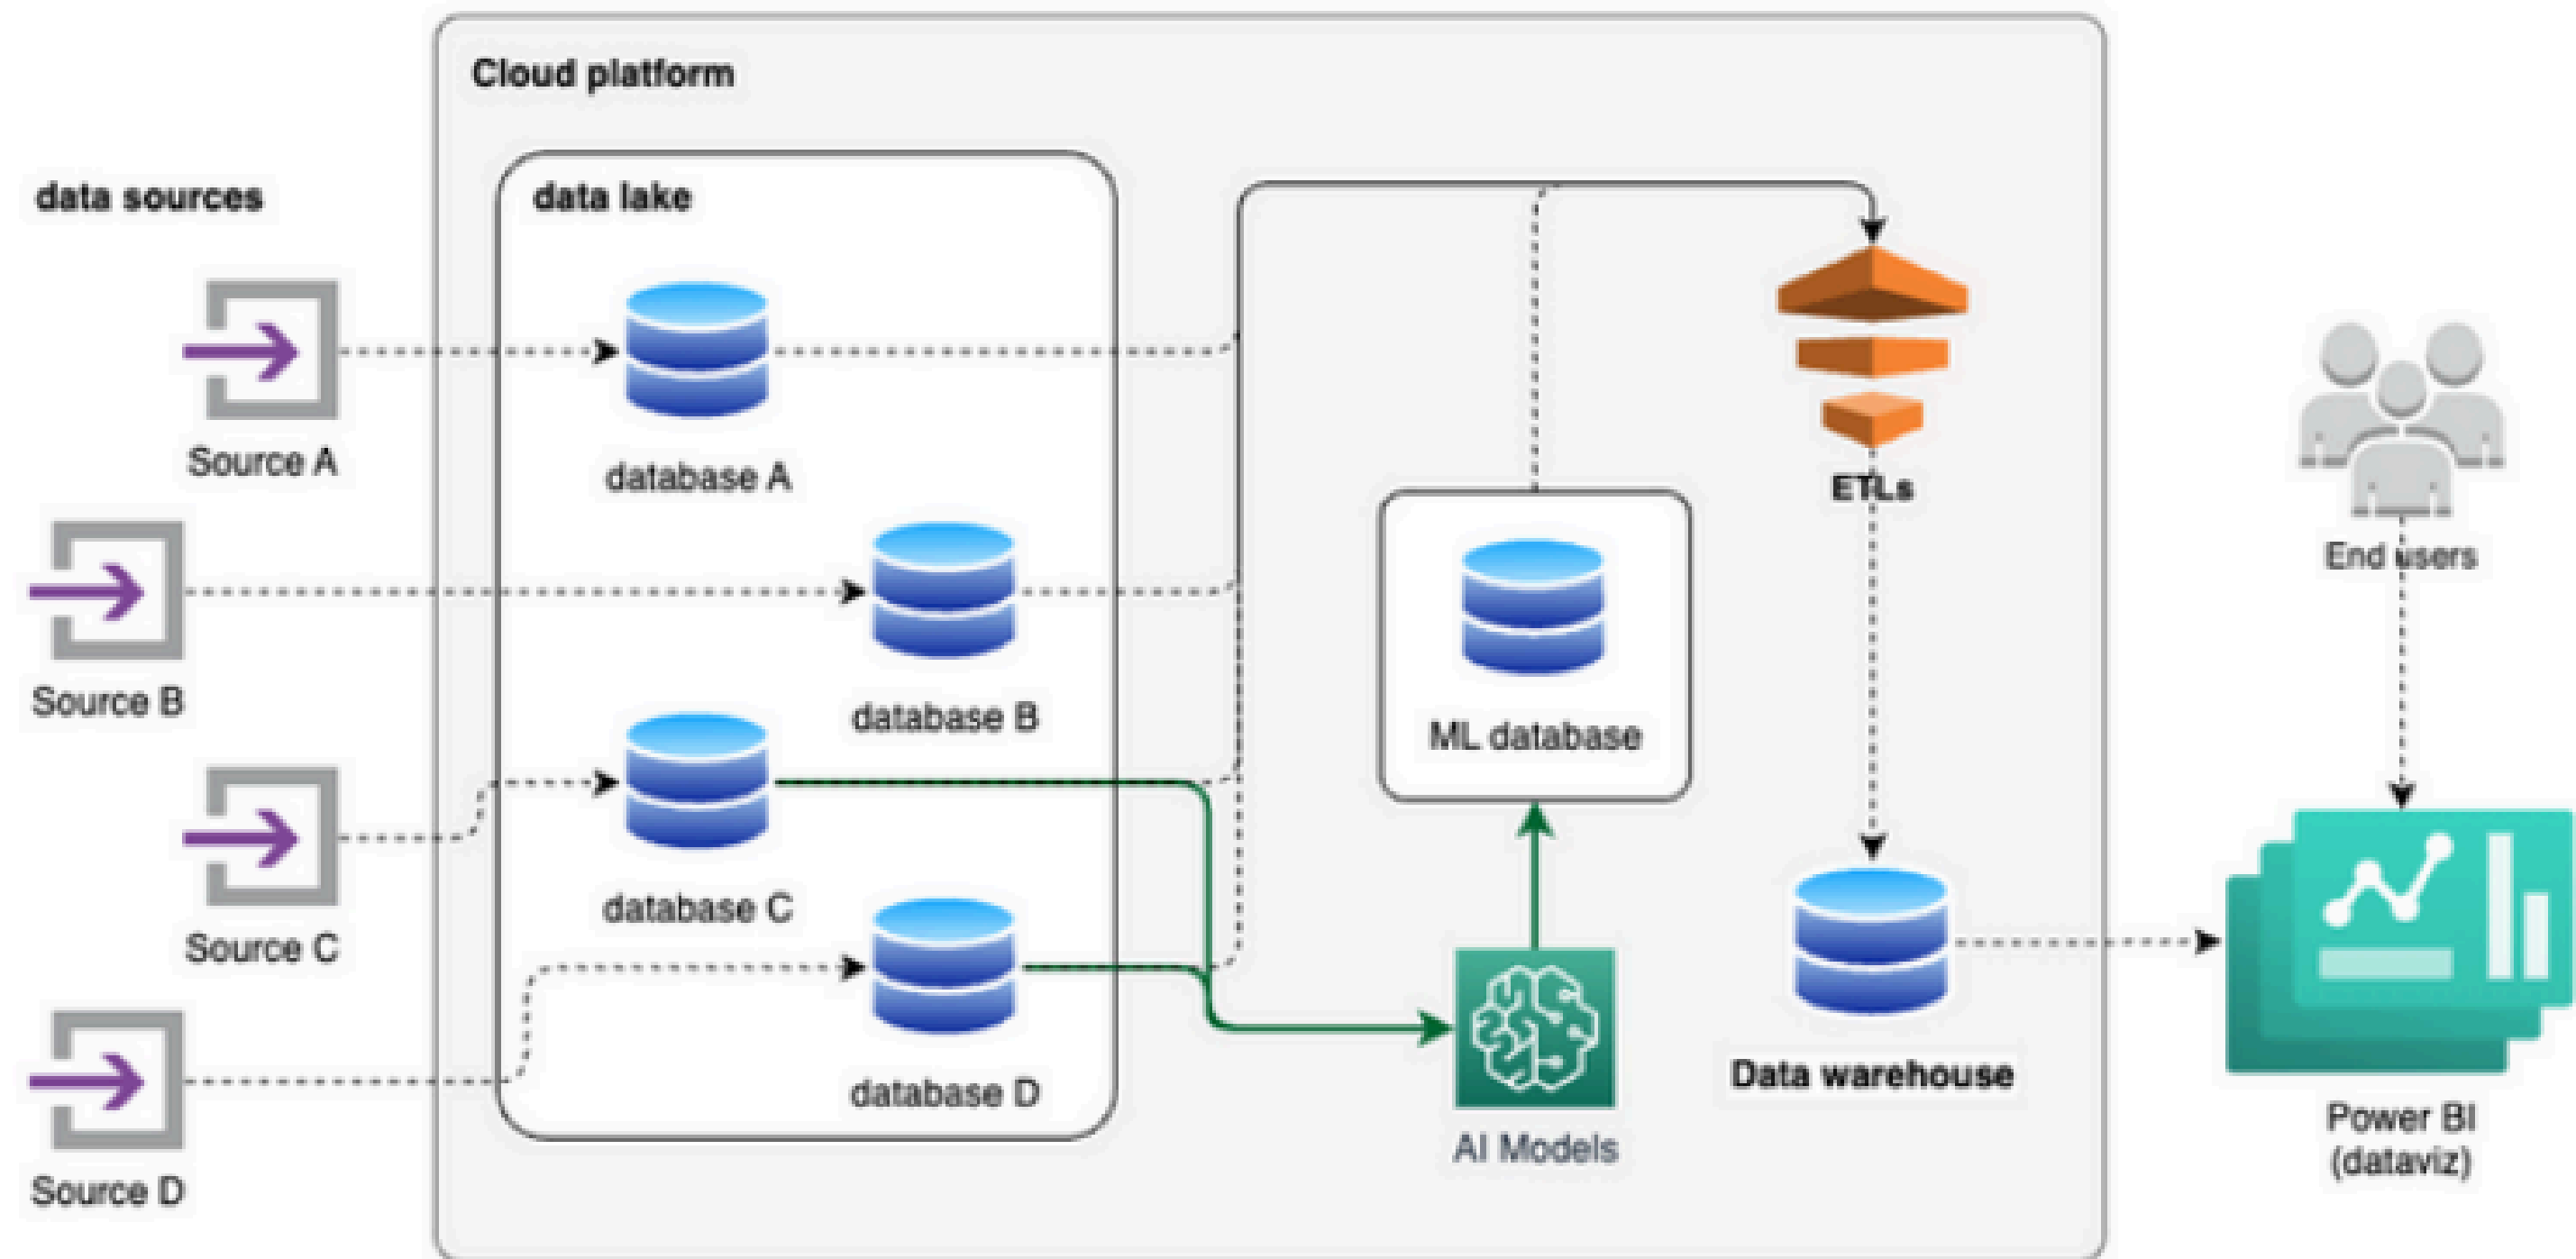 Cloud platform
data sources
data lake
Source A
database A
ETLs
End users
Source B
database B
ML database
database C
Source C
database D
Data warehouse
AI Models
Power BI
(dataviz)
Source D